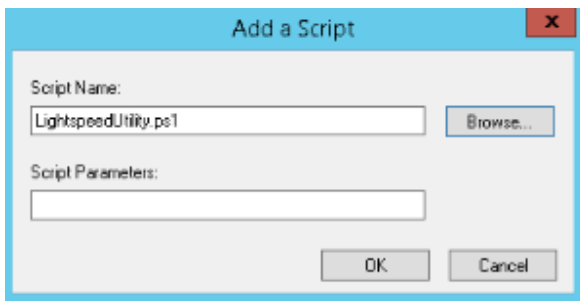 Add a Script
x
Script Name:
LightspeedUtility.ps1
Browse...
Script Parameters:
OK
Cancel